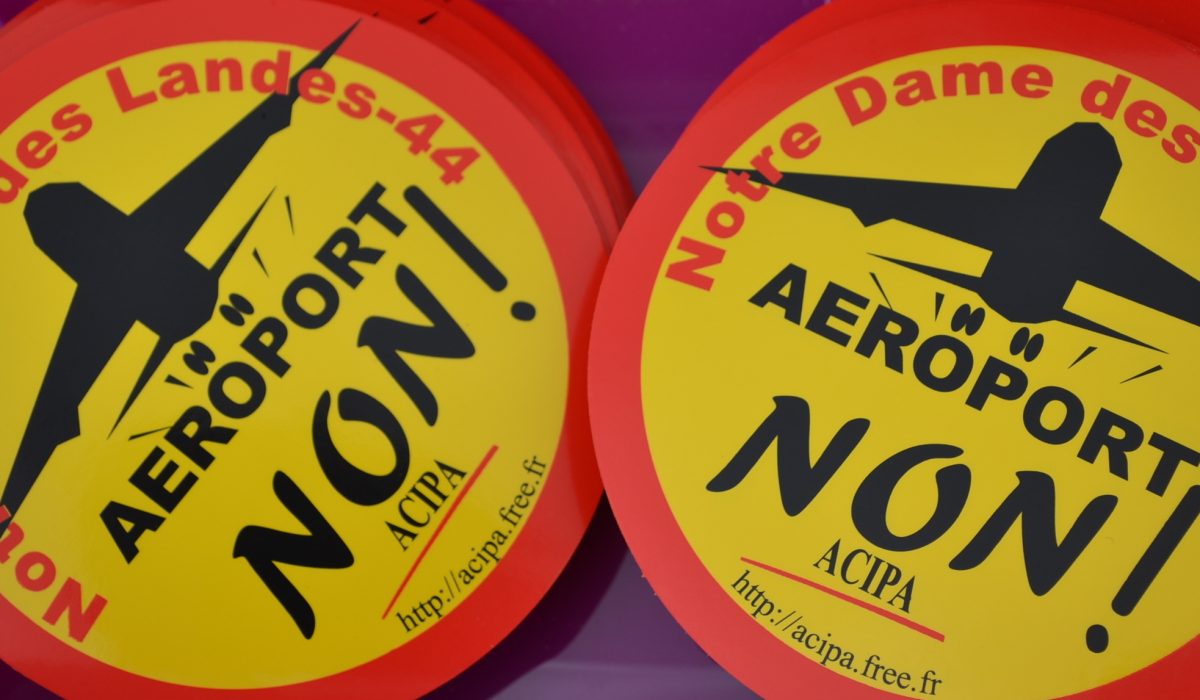 Notre des Landes-44
AEROPORT
NON!
ACIPA
http://acipa.free.fr
Notre Dame des
AEROPORT
NON!
ACIPA
http://acipa.free.fr